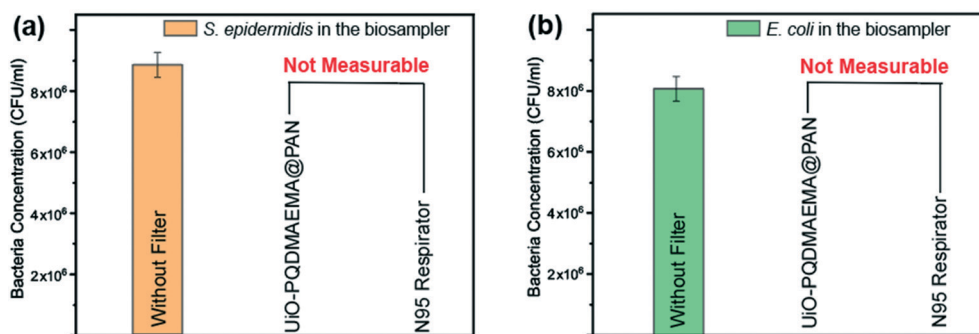 (a)
S. epidermidis in the biosampler
Not Measurable
Bacteria Concentration (CFU/ml)
8x10⁶
6x10⁶
4x10⁶
2x10⁶
Without Filter
UiO-PQDMAEMA@PAN
N95 Respirator
(b)
E. coli in the biosampler
Not Measurable
Bacteria Concentration (CFU/ml)
8x10⁶
6x10⁶
4x10⁶
2x10⁶
Without Filter
UiO-PQDMAEMA@PAN
N95 Respirator